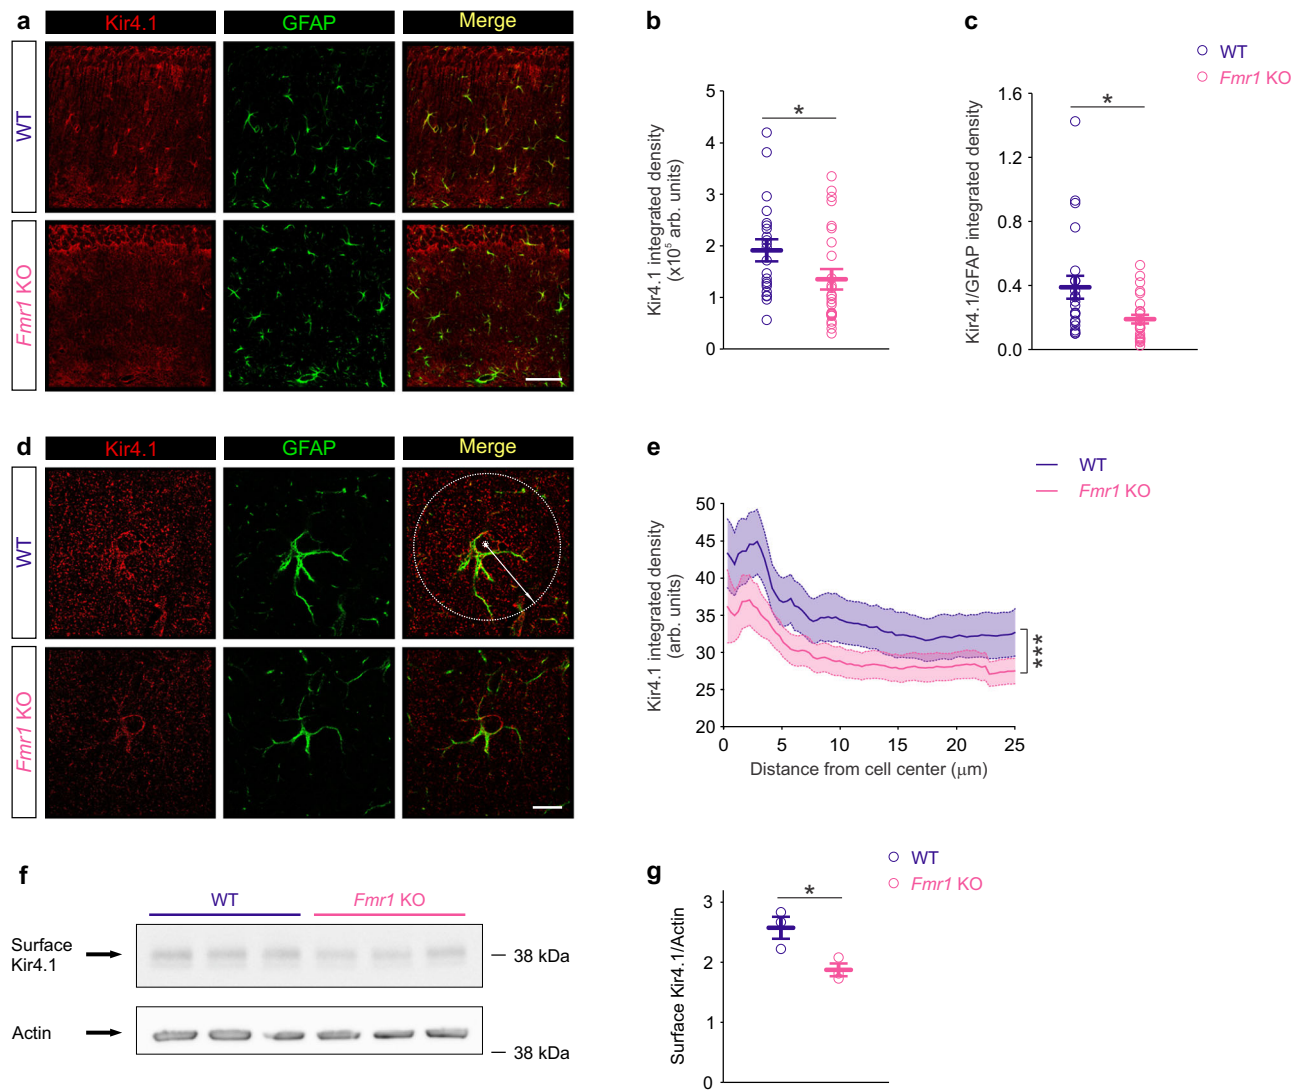 a
Kir4.1 GFAP Merge
WT
Fmr1 KO
b
Kir4.1 integrated density
(x10⁵ arb. units)
5
4
3
2
1
0
*
c
WT
Fmr1 KO
Kir4.1/GFAP integrated density
1.6
1.2
0.8
0.4
0.0
*
d
Kir4.1 GFAP Merge
WT
Fmr1 KO
*
e
WT
Fmr1 KO
Kir4.1 integrated density
(arb. units)
50
45
40
35
30
25
20
0 5 10 15 20 25
Distance from cell center (μm)
***
f
WT Fmr1 KO
Surface
Kir4.1
38 kDa
Actin
38 kDa
g
WT
Fmr1 KO
Surface Kir4.1/Actin
3
2
1
0
*